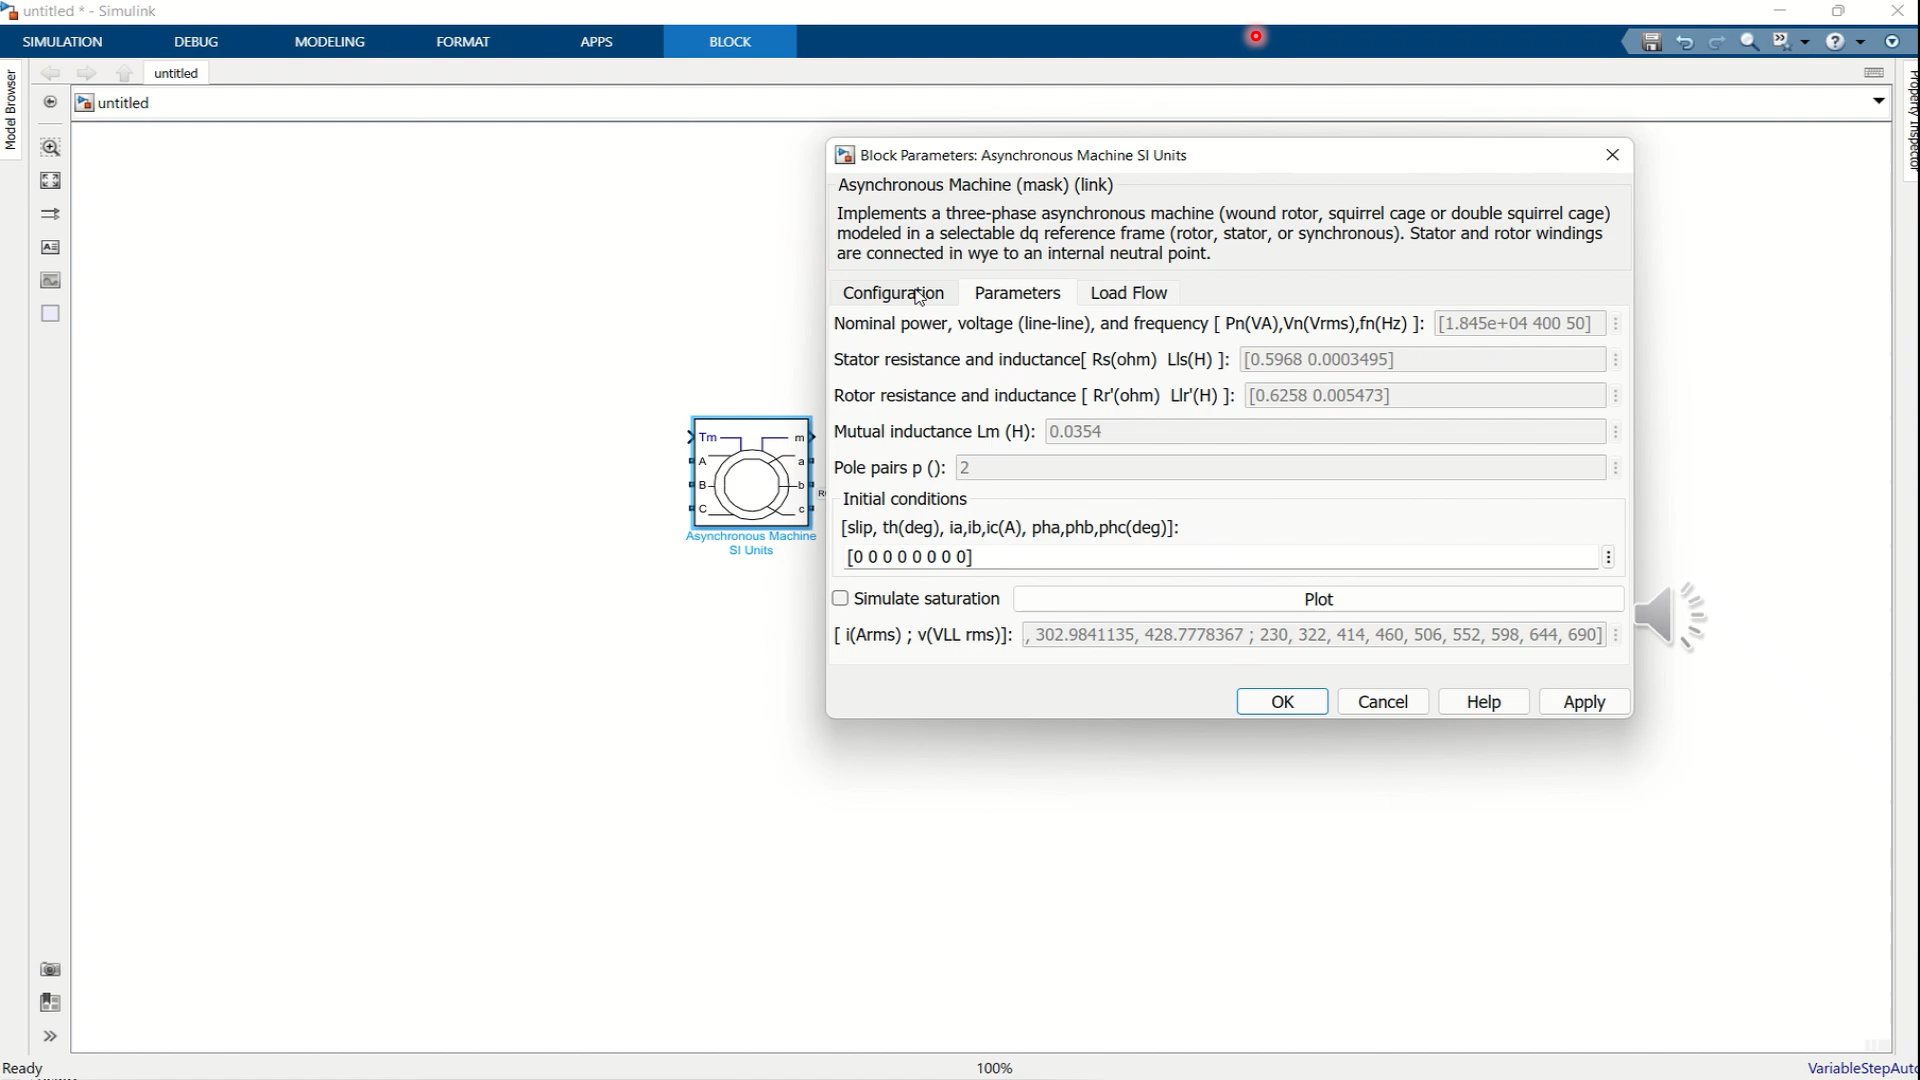 untitled * - Simulink
SIMULATION DEBUG MODELING FORMAT APPS BLOCK
untitled
Model Browser
Property Inspector
untitled
Block Parameters: Asynchronous Machine SI Units
Asynchronous Machine (mask) (link)
Implements a three-phase asynchronous machine (wound rotor, squirrel cage or double squirrel cage)
modeled in a selectable dq reference frame (rotor, stator, or synchronous). Stator and rotor windings
are connected in wye to an internal neutral point.
Configuration Parameters Load Flow
Nominal power, voltage (line-line), and frequency [ Pn(VA),Vn(Vrms),fn(Hz) ]: [1.845e+04 400 50]
Stator resistance and inductance[ Rs(ohm) Lls(H) ]: [0.5968 0.0003495]
Rotor resistance and inductance [ Rr'(ohm) Llr'(H) ]: [0.6258 0.005473]
Mutual inductance Lm (H): 0.0354
Pole pairs p (): 2
Initial conditions
[slip, th(deg), ia,ib,ic(A), pha,phb,phc(deg)]:
[0 0 0 0 0 0 0 0]
Simulate saturation Plot
[ i(Arms) ; v(VLL rms)]: , 302.9841135, 428.7778367 ; 230, 322, 414, 460, 506, 552, 598, 644, 690]
OK Cancel Help Apply
Tm m
A a
B b
C c
Asynchronous Machine
SI Units
Ready 100% VariableStepAuto